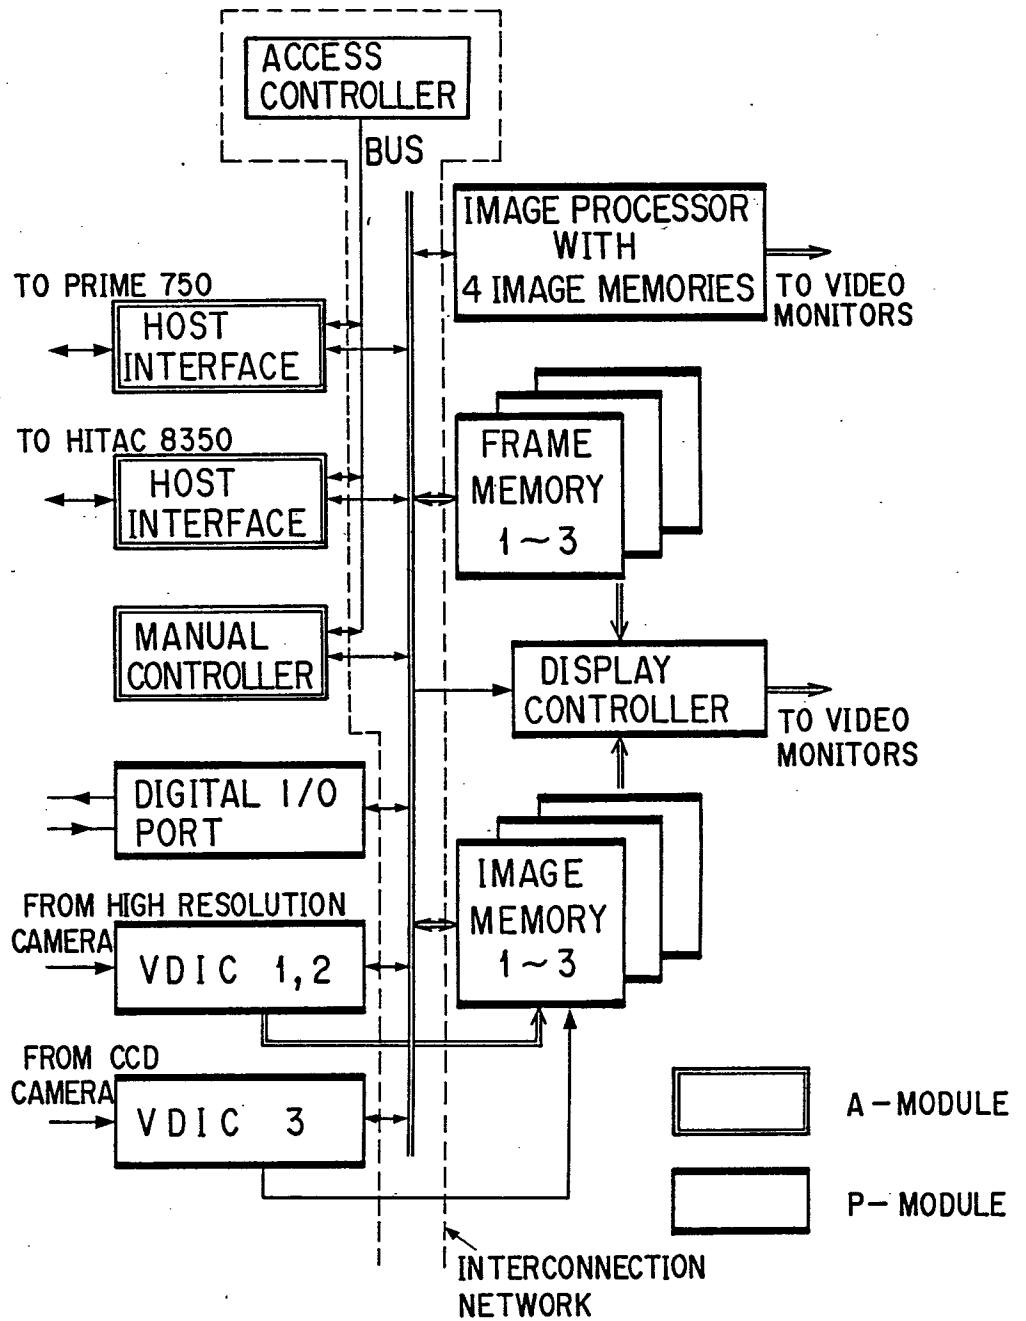 ACCESS
CONTROLLER
BUS
IMAGE PROCESSOR
WITH
4 IMAGE MEMORIES
TO VIDEO
MONITORS
TO PRIME 750
HOST
INTERFACE
TO HITAC 8350
HOST
INTERFACE
FRAME
MEMORY
1~3
MANUAL
CONTROLLER
DISPLAY
CONTROLLER
TO VIDEO
MONITORS
DIGITAL I/O
PORT
IMAGE
MEMORY
1~3
FROM HIGH RESOLUTION
CAMERA
VDIC 1,2
FROM CCD
CAMERA
VDIC 3
A-MODULE
P-MODULE
INTERCONNECTION
NETWORK